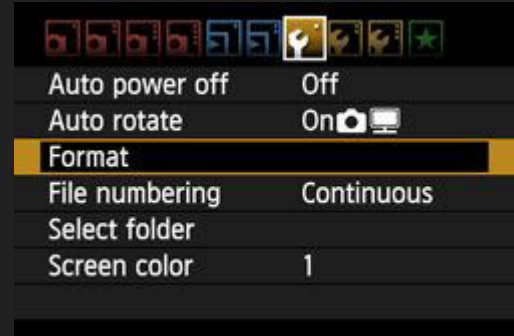 Auto power off Off
Auto rotate On
Format
File numbering Continuous
Select folder
Screen color 1